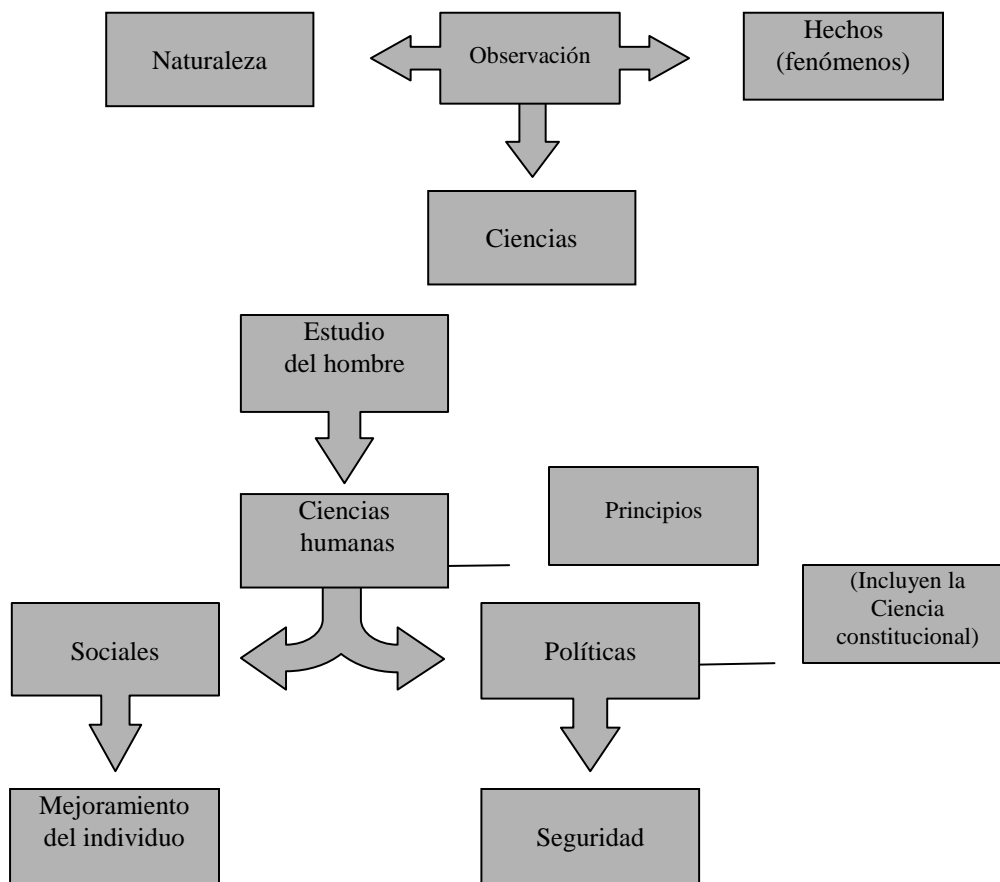 Naturaleza
Observación
Hechos
(fenómenos)
Ciencias
Estudio
del hombre
Ciencias
humanas
Principios
(Incluyen la
Ciencia
constitucional)
Sociales
Políticas
Mejoramiento
del individuo
Seguridad